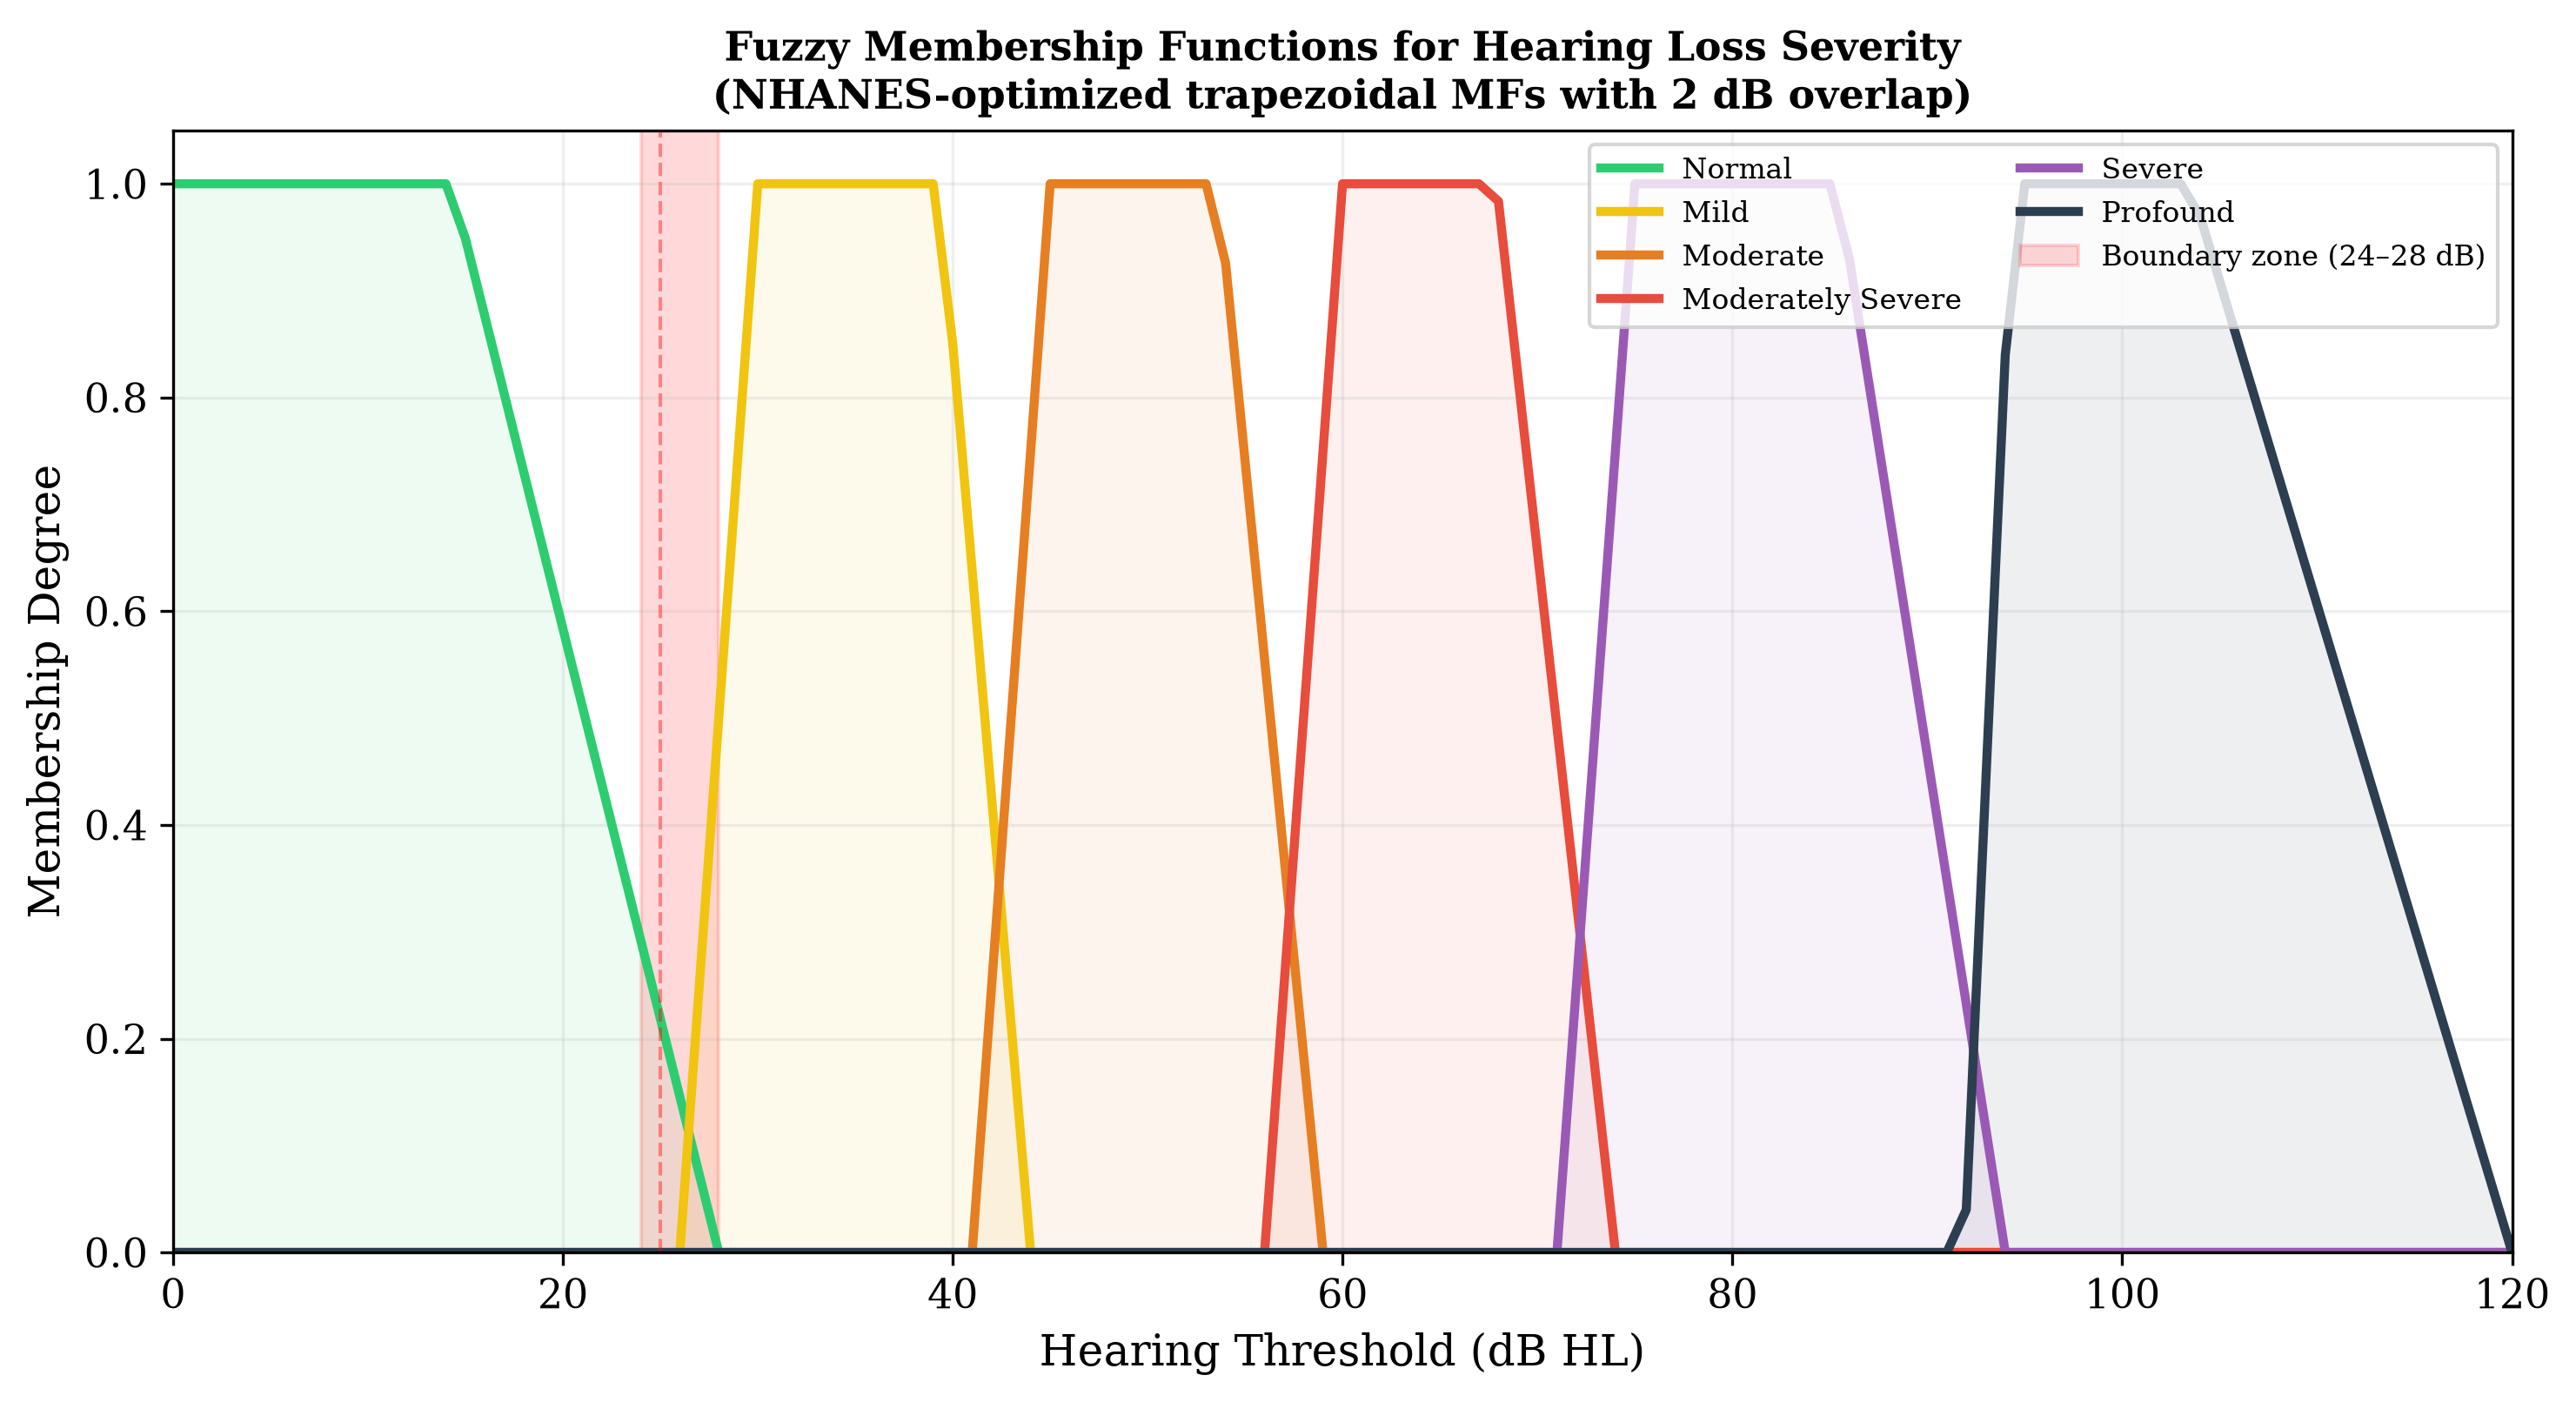 Fuzzy Membership Functions for Hearing Loss Severity
(NHANES-optimized trapezoidal MFs with 2 dB overlap)
Normal
Mild
Moderate
Moderately Severe
Severe
Profound
Boundary zone (24–28 dB)
Membership Degree
1.0
0.8
0.6
0.4
0.2
0.0
0 20 40 60 80 100 120
Hearing Threshold (dB HL)